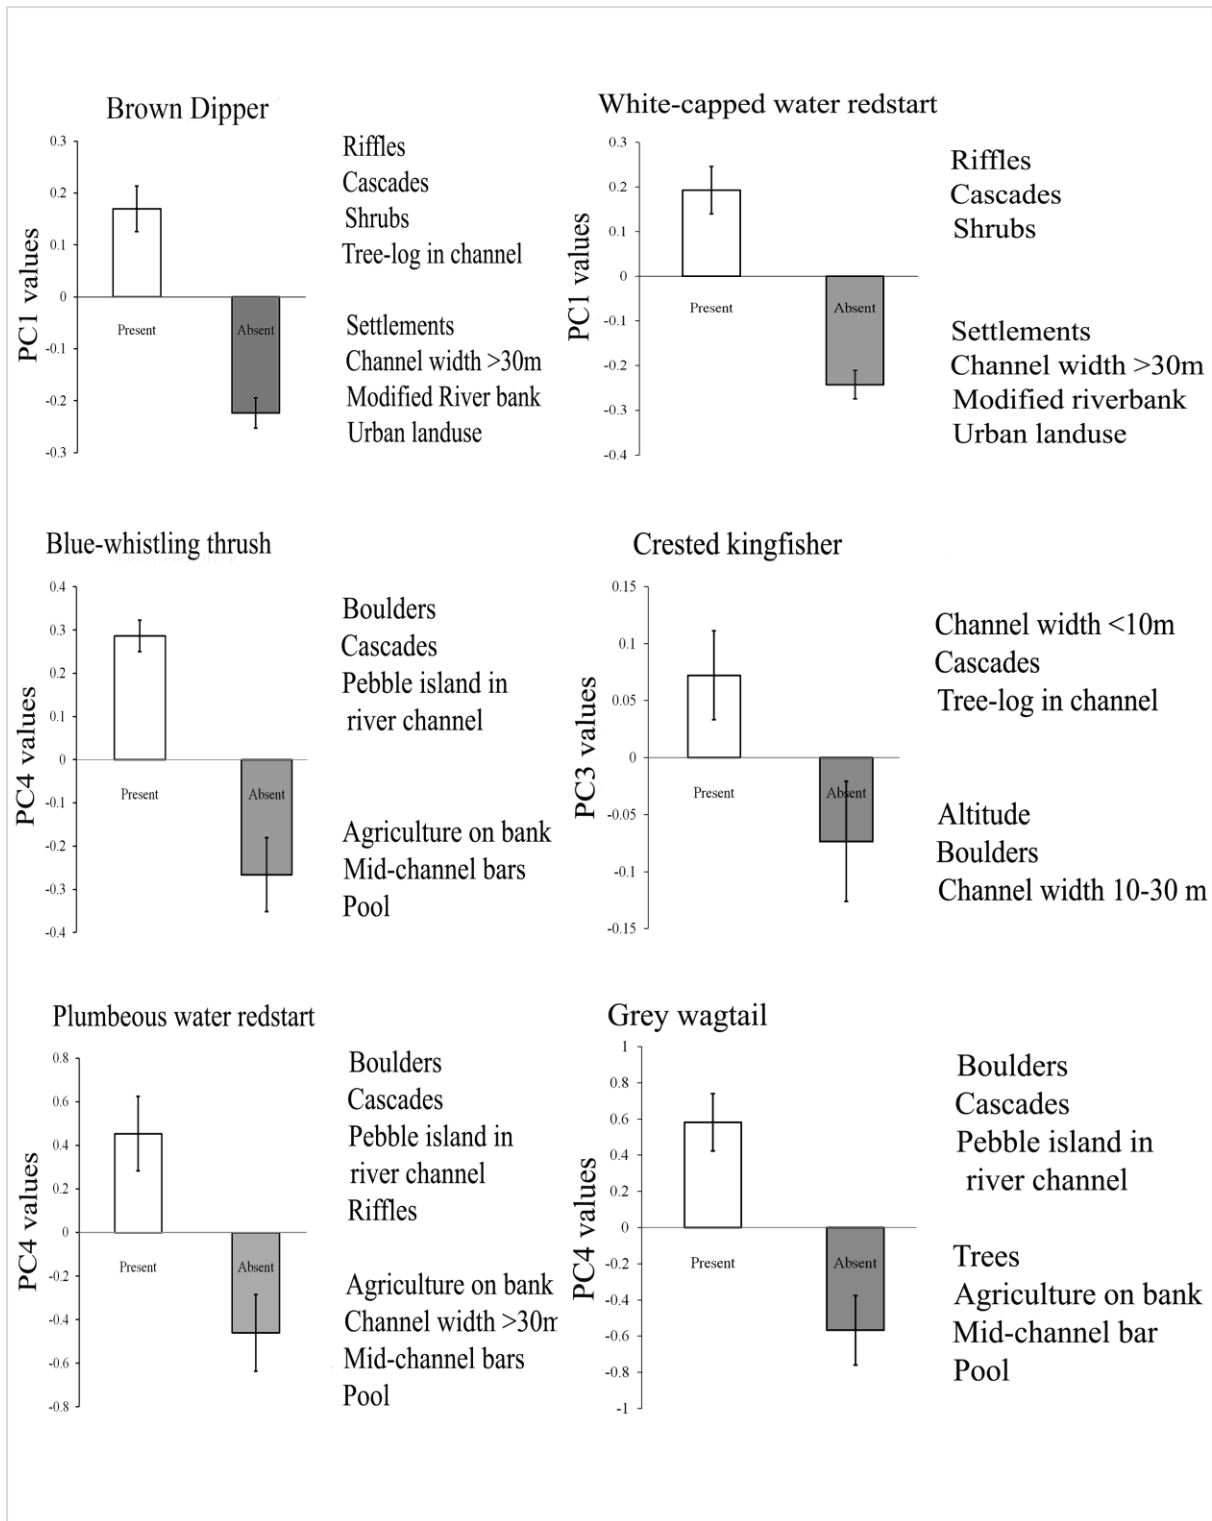 Brown Dipper
0.3
0.2
0.1
0
-0.1
-0.2
-0.3
PC1 values
Present
Absent
Riffles
Cascades
Shrubs
Tree-log in channel
Settlements
Channel width >30m
Modified River bank
Urban landuse
White-capped water redstart
0.3
0.2
0.1
0
-0.1
-0.2
-0.3
-0.4
PC1 values
Present
Absent
Riffles
Cascades
Shrubs
Settlements
Channel width >30m
Modified riverbank
Urban landuse
Blue-whistling thrush
0.4
0.3
0.2
0.1
0
-0.1
-0.2
-0.3
-0.4
PC4 values
Present
Absent
Boulders
Cascades
Pebble island in
river channel
Agriculture on bank
Mid-channel bars
Pool
Crested kingfisher
0.15
0.1
0.05
0
-0.05
-0.1
-0.15
PC3 values
Present
Absent
Channel width <10m
Cascades
Tree-log in channel
Altitude
Boulders
Channel width 10-30 m
Plumbeous water redstart
0.8
0.6
0.4
0.2
0
-0.2
-0.4
-0.6
-0.8
PC4 values
Present
Absent
Boulders
Cascades
Pebble island in
river channel
Riffles
Agriculture on bank
Channel width >30m
Mid-channel bars
Pool
Grey wagtail
1
0.8
0.6
0.4
0.2
0
-0.2
-0.4
-0.6
-0.8
-1
PC4 values
Present
Absent
Boulders
Cascades
Pebble island in
river channel
Trees
Agriculture on bank
Mid-channel bar
Pool